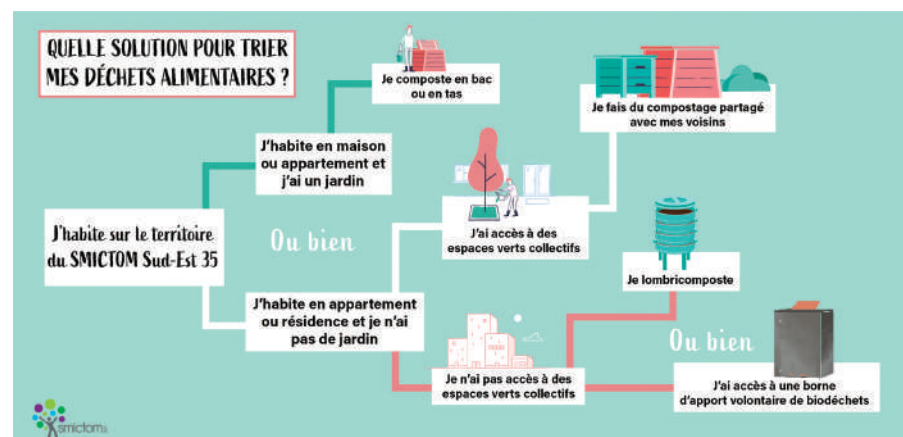 QUELLE SOLUTION POUR TRIER
MES DÉCHETS ALIMENTAIRES ?
Je composte en bac
ou en tas
Je fais du compostage partagé
avec mes voisins
J'habite en maison
ou appartement et
j'ai un jardin
J'habite sur le territoire
du SMICTOM Sud-Est 35
Ou bien
J'ai accès à des
espaces verts collectifs
Je lombricomposte
J'habite en appartement
ou résidence et je n'ai
pas de jardin
Ou bien
Je n'ai pas accès à des
espaces verts collectifs
J'ai accès à une borne
d'apport volontaire de biodéchets
smictom